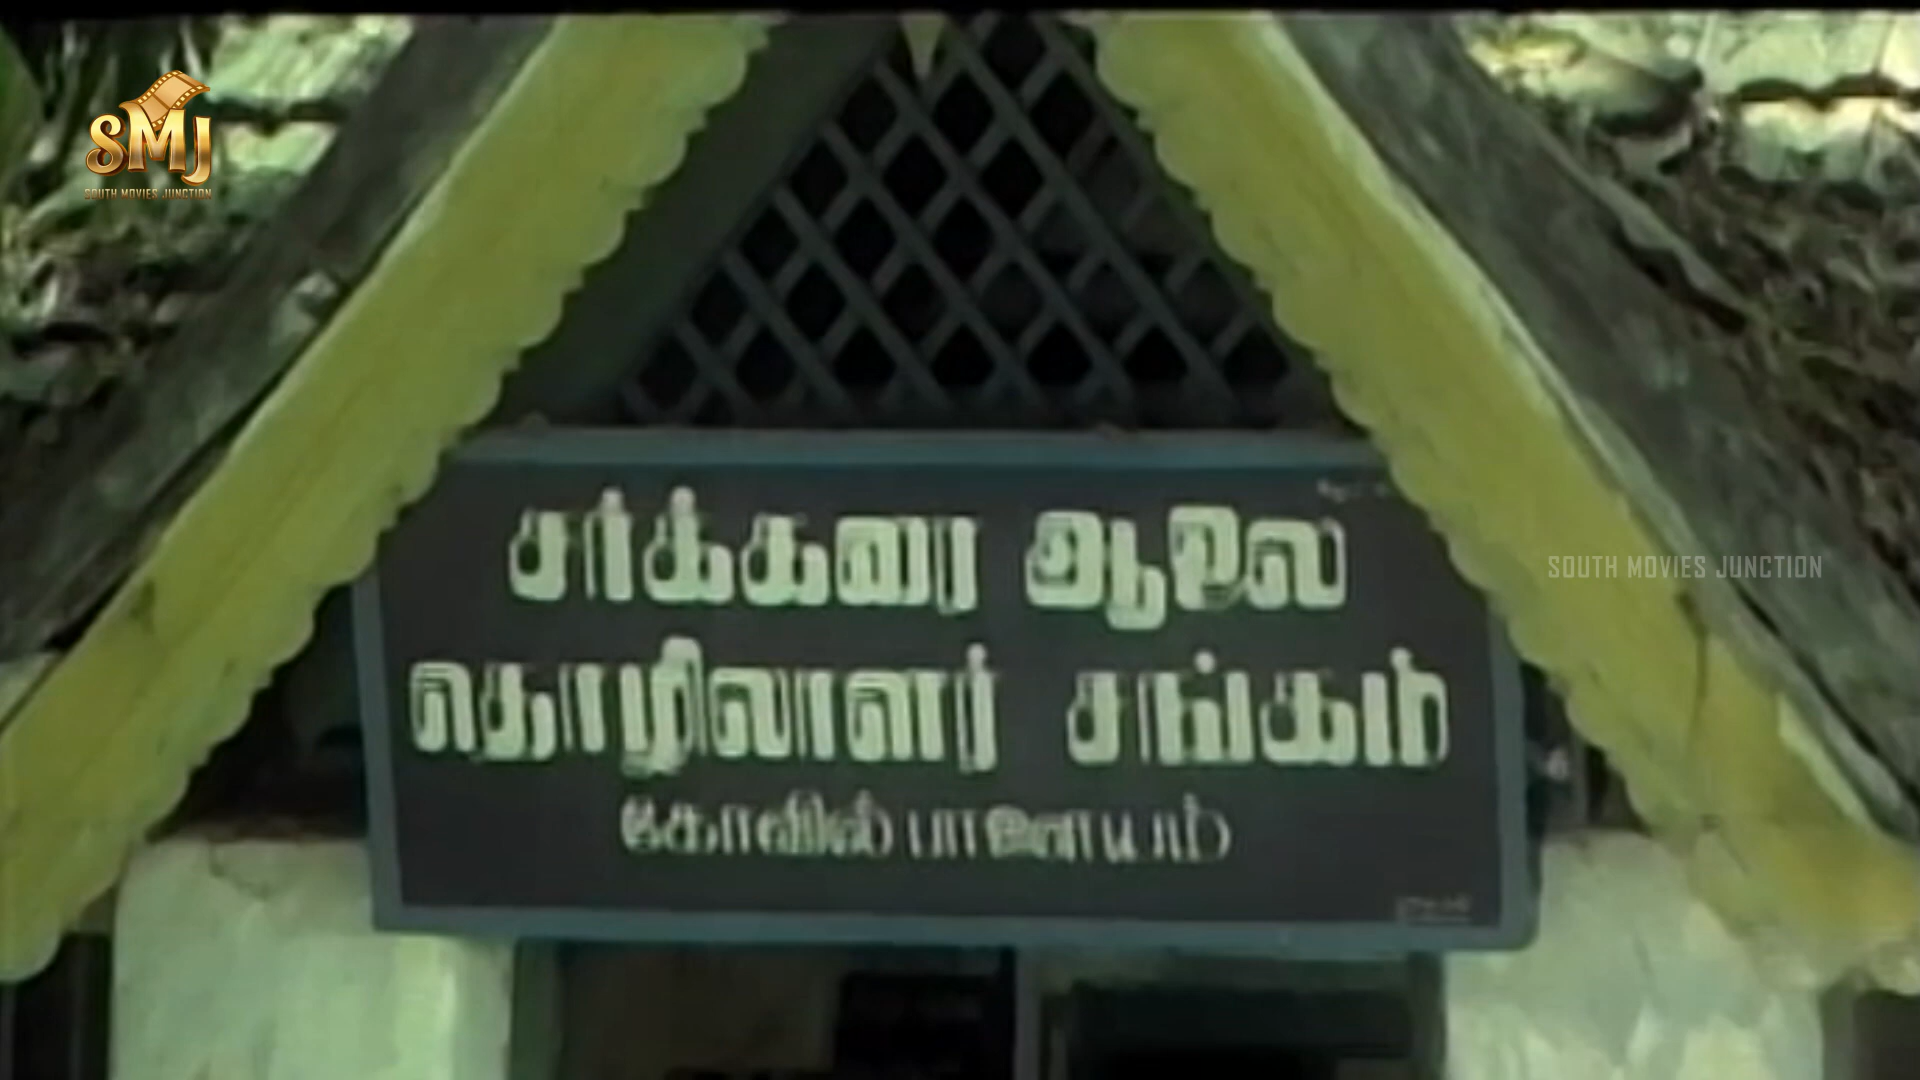 SMJ
SOUTH MOVIES JUNCTION
சர்க்கரை ஆலை
தொழிலாளர் சங்கம்
கோவில் பாளையம்
SOUTH MOVIES JUNCTION